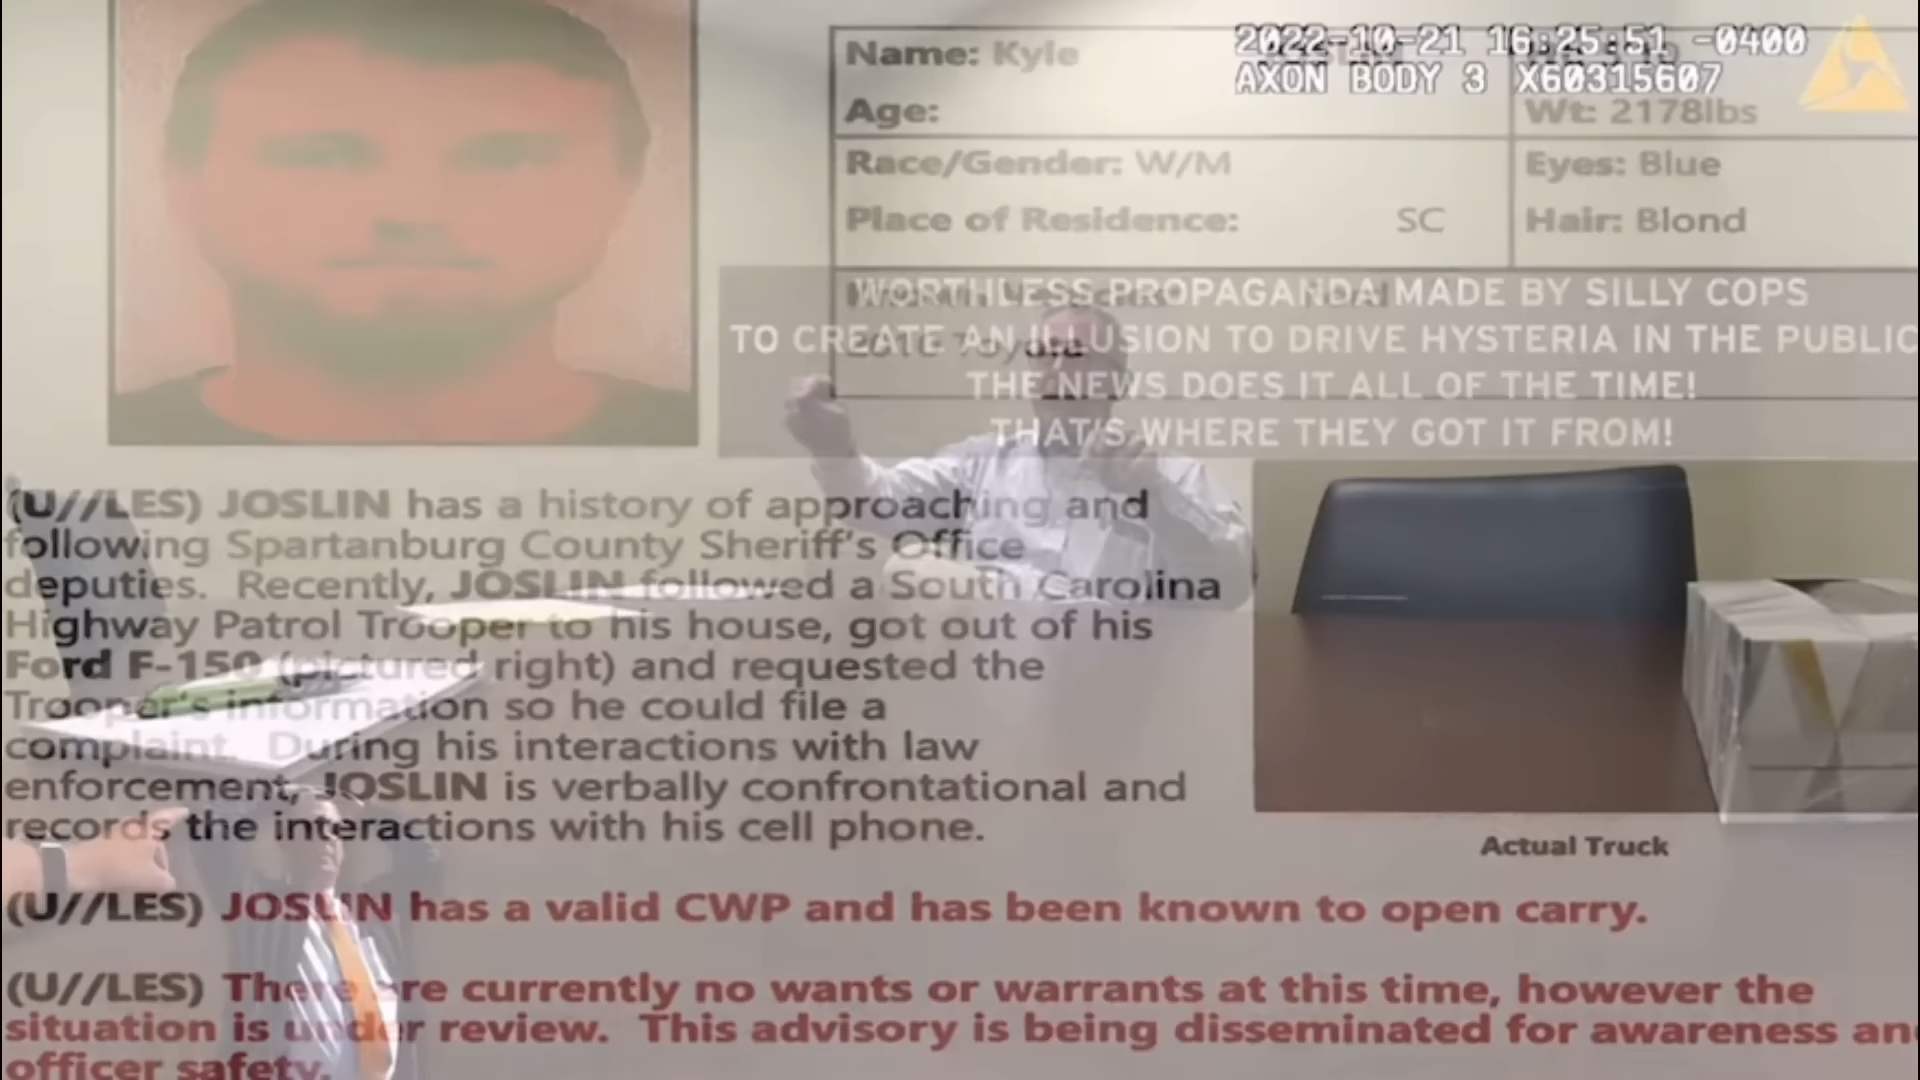 2022-10-21 16:25:51 -0400
AXON BODY 3 X60315607
Name: Kyle
Age:
Wt: 2178lbs
Race/Gender: W/M
Eyes: Blue
Place of Residence: SC
Hair: Blond
WORTHLESS PROPAGANDA MADE BY SILLY COPS
TO CREATE AN ILLUSION TO DRIVE HYSTERIA IN THE PUBLIC
2016 Toyota
THE NEWS DOES IT ALL OF THE TIME!
THAT'S WHERE THEY GOT IT FROM!
(U//LES) JOSLIN has a history of approaching and
following Spartanburg County Sheriff's Office
deputies. Recently, JOSLIN followed a South Carolina
Highway Patrol Trooper to his house, got out of his
Ford F-150 (pictured right) and requested the
Trooper's information so he could file a
complaint. During his interactions with law
enforcement, JOSLIN is verbally confrontational and
records the interactions with his cell phone.
Actual Truck
(U//LES) JOSLIN has a valid CWP and has been known to open carry.
(U//LES) There are currently no wants or warrants at this time, however the
situation is under review. This advisory is being disseminated for awareness and
officer safety.